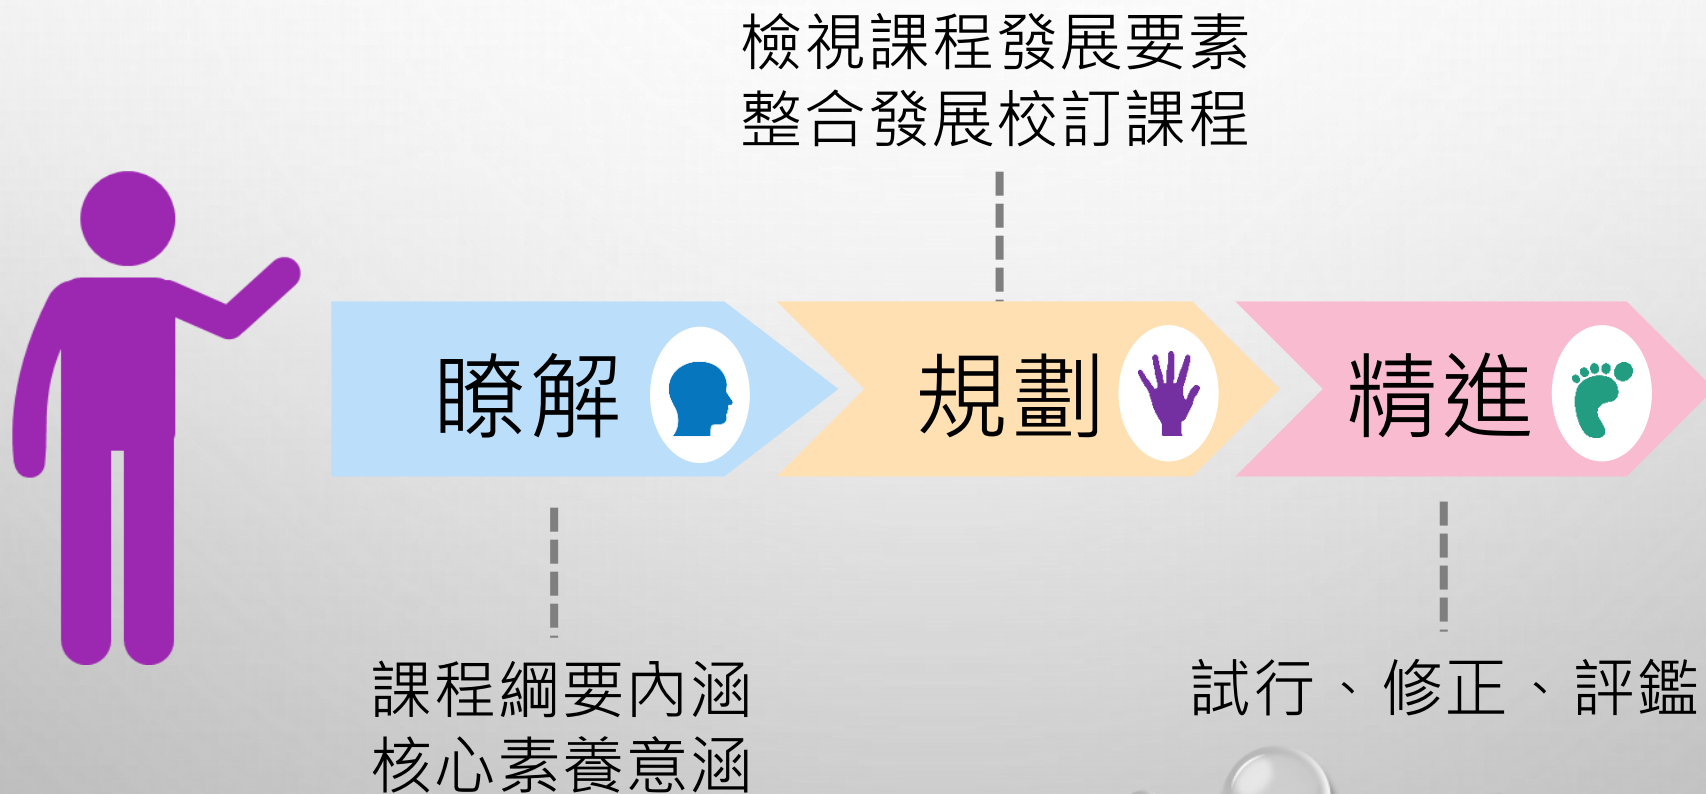 檢視課程發展要素
整合發展校訂課程
瞭解
規劃
精進
課程綱要內涵
核心素養意涵
試行、修正、評鑑